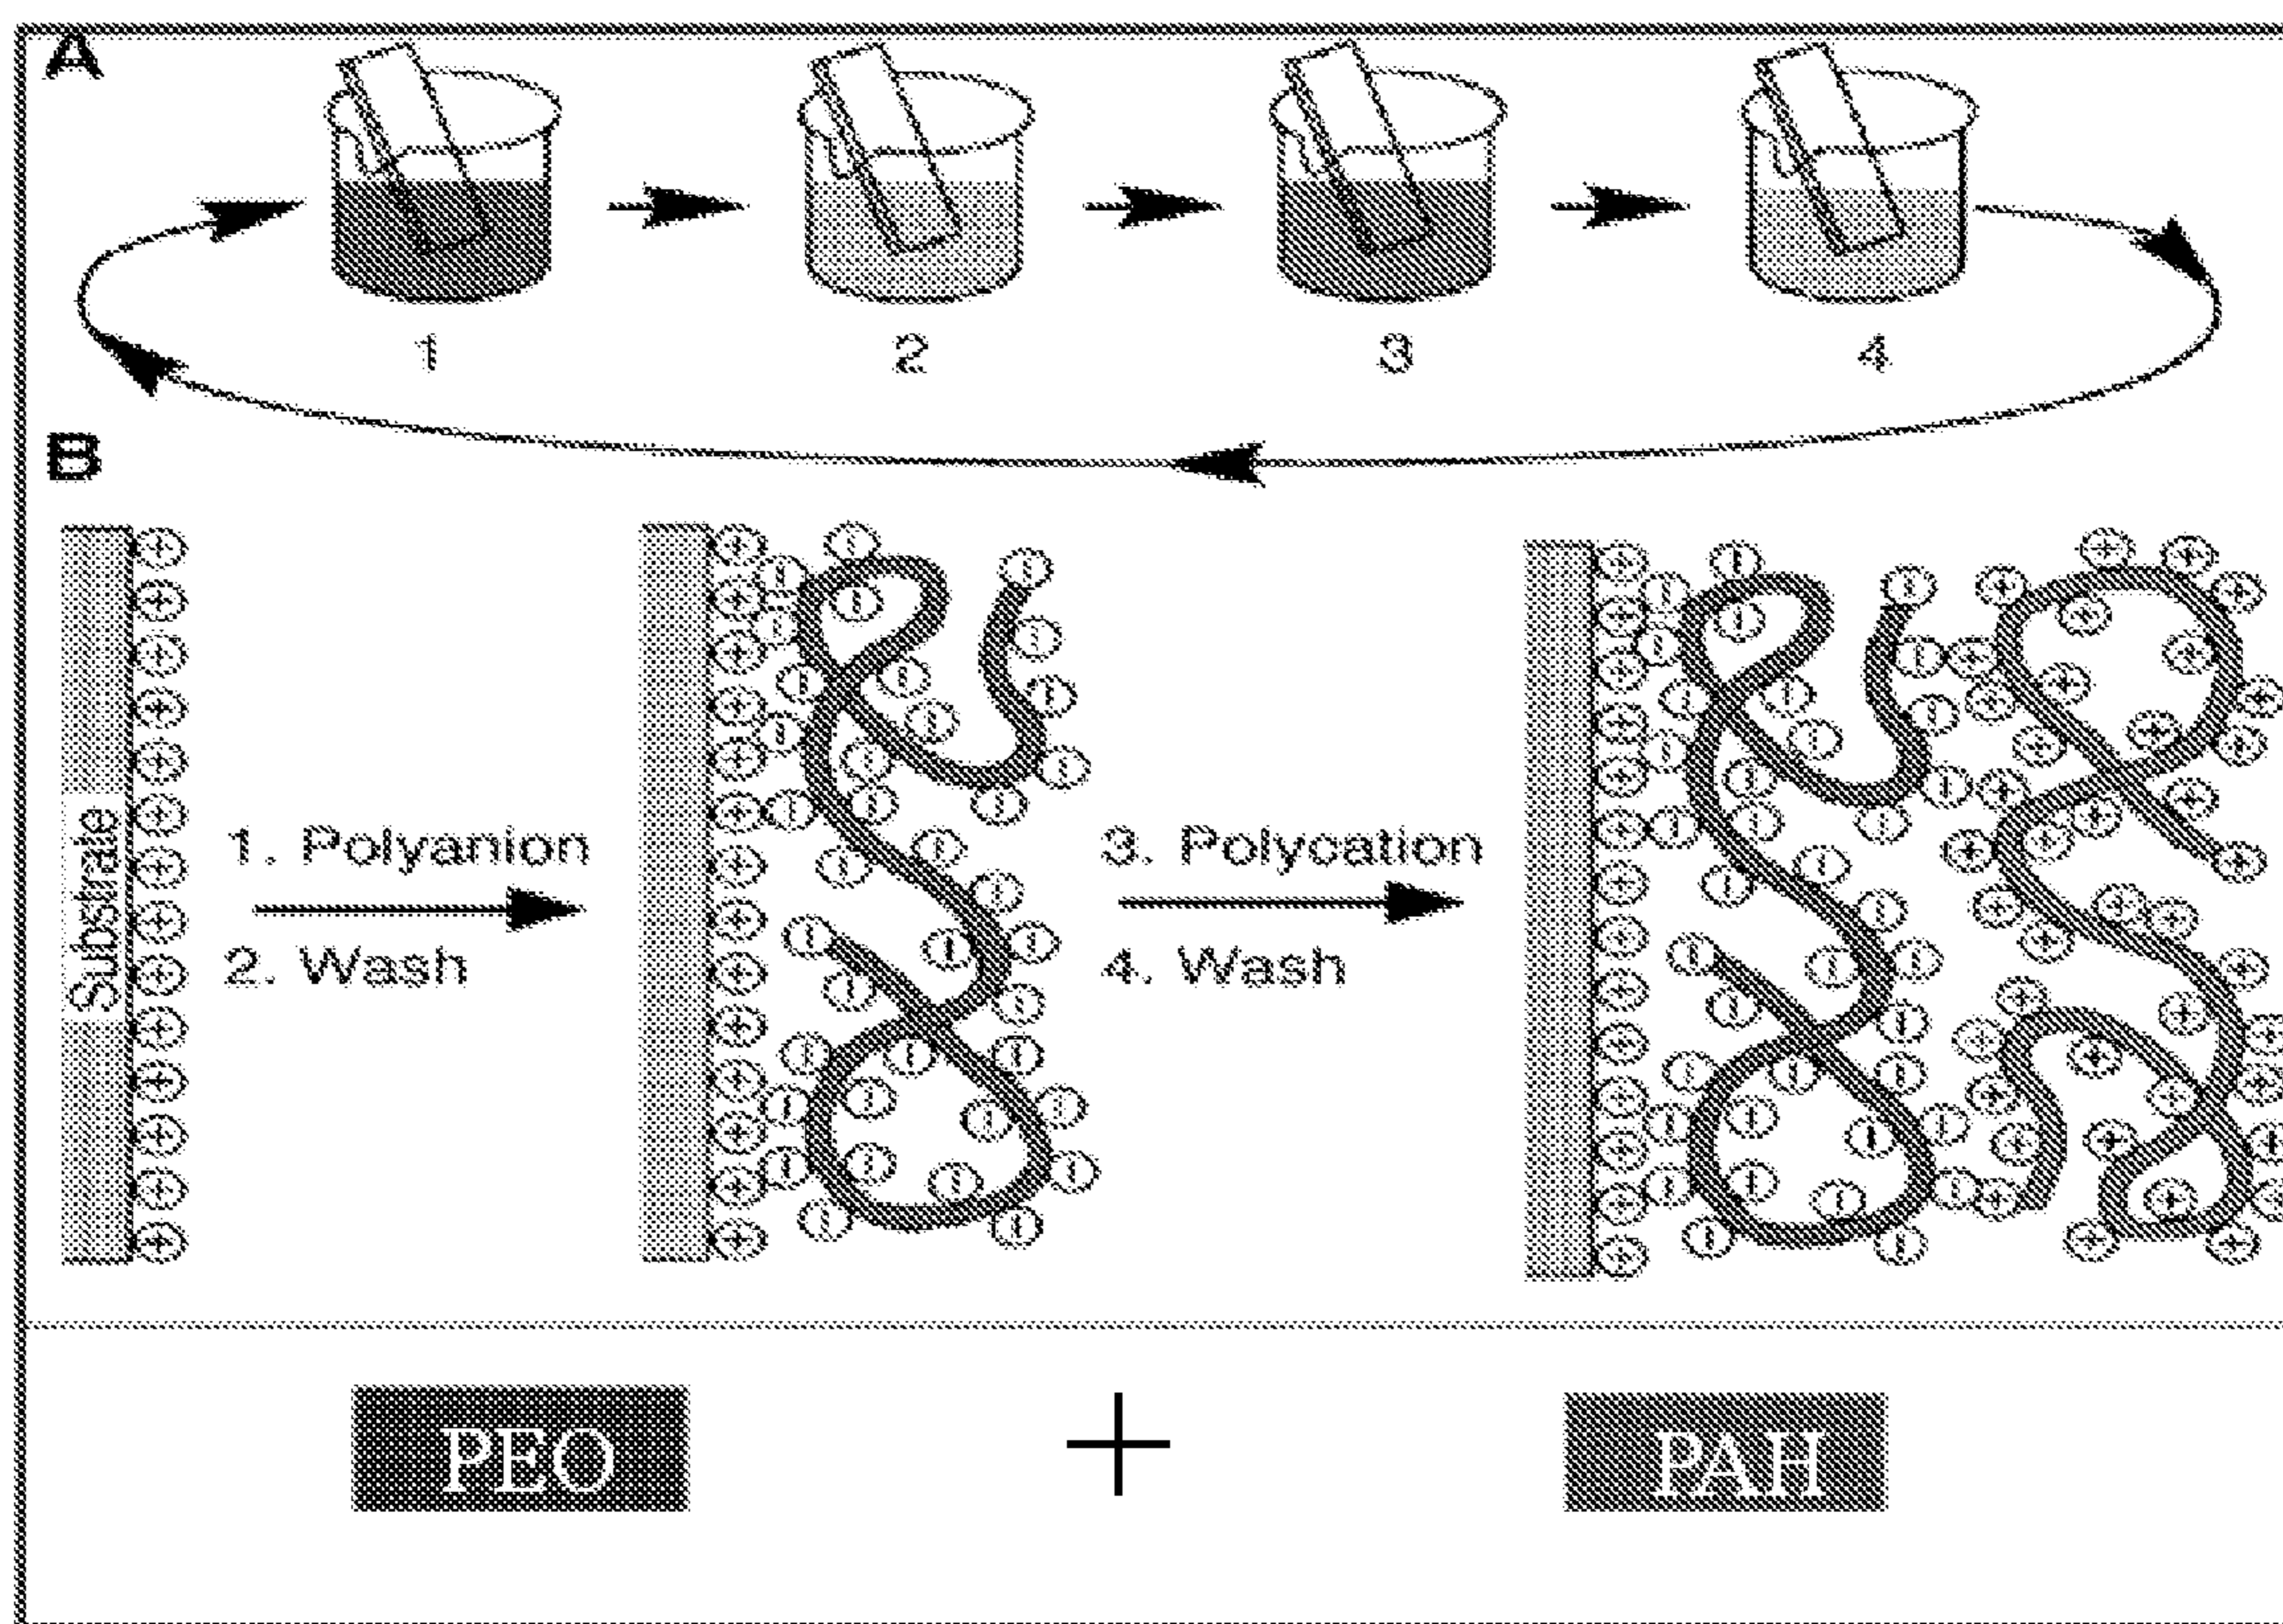 A
1 2 3 4
B
Substrate
1. Polyanion
2. Wash
3. Polycation
4. Wash
PEO + PAH